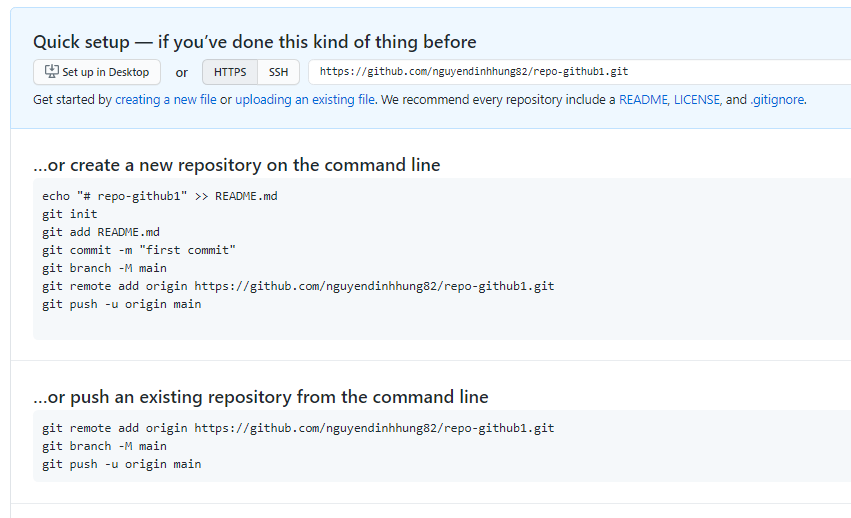 Quick setup — if you’ve done this kind of thing before
Set up in Desktop or HTTPS SSH https://github.com/nguyendinhhung82/repo-github1.git
Get started by creating a new file or uploading an existing file. We recommend every repository include a README, LICENSE, and .gitignore.
…or create a new repository on the command line
echo "# repo-github1" >> README.md
git init
git add README.md
git commit -m "first commit"
git branch -M main
git remote add origin https://github.com/nguyendinhhung82/repo-github1.git
git push -u origin main
…or push an existing repository from the command line
git remote add origin https://github.com/nguyendinhhung82/repo-github1.git
git branch -M main
git push -u origin main